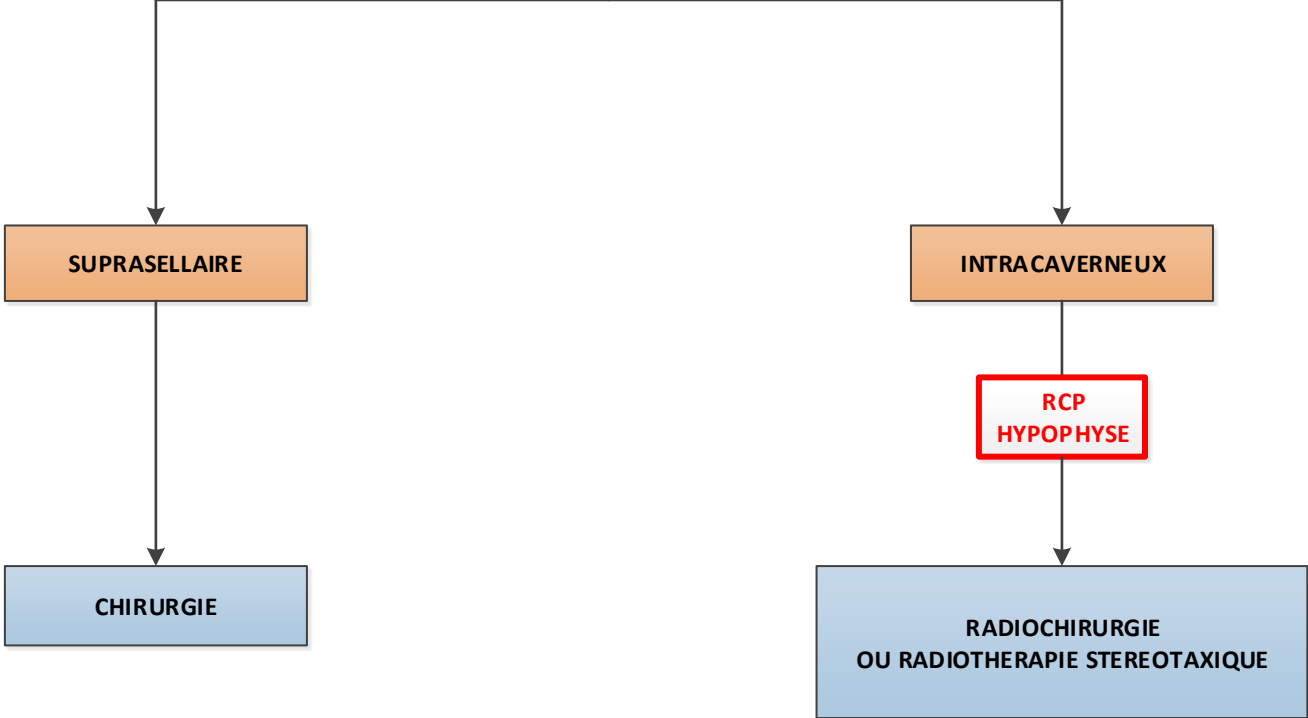 SUPRASELLAIRE
INTRACAVERNEUX
RCP
HYPOPHYSE
CHIRURGIE
RADIOCHIRURGIE
OU RADIOTHERAPIE STEREOTAXIQUE